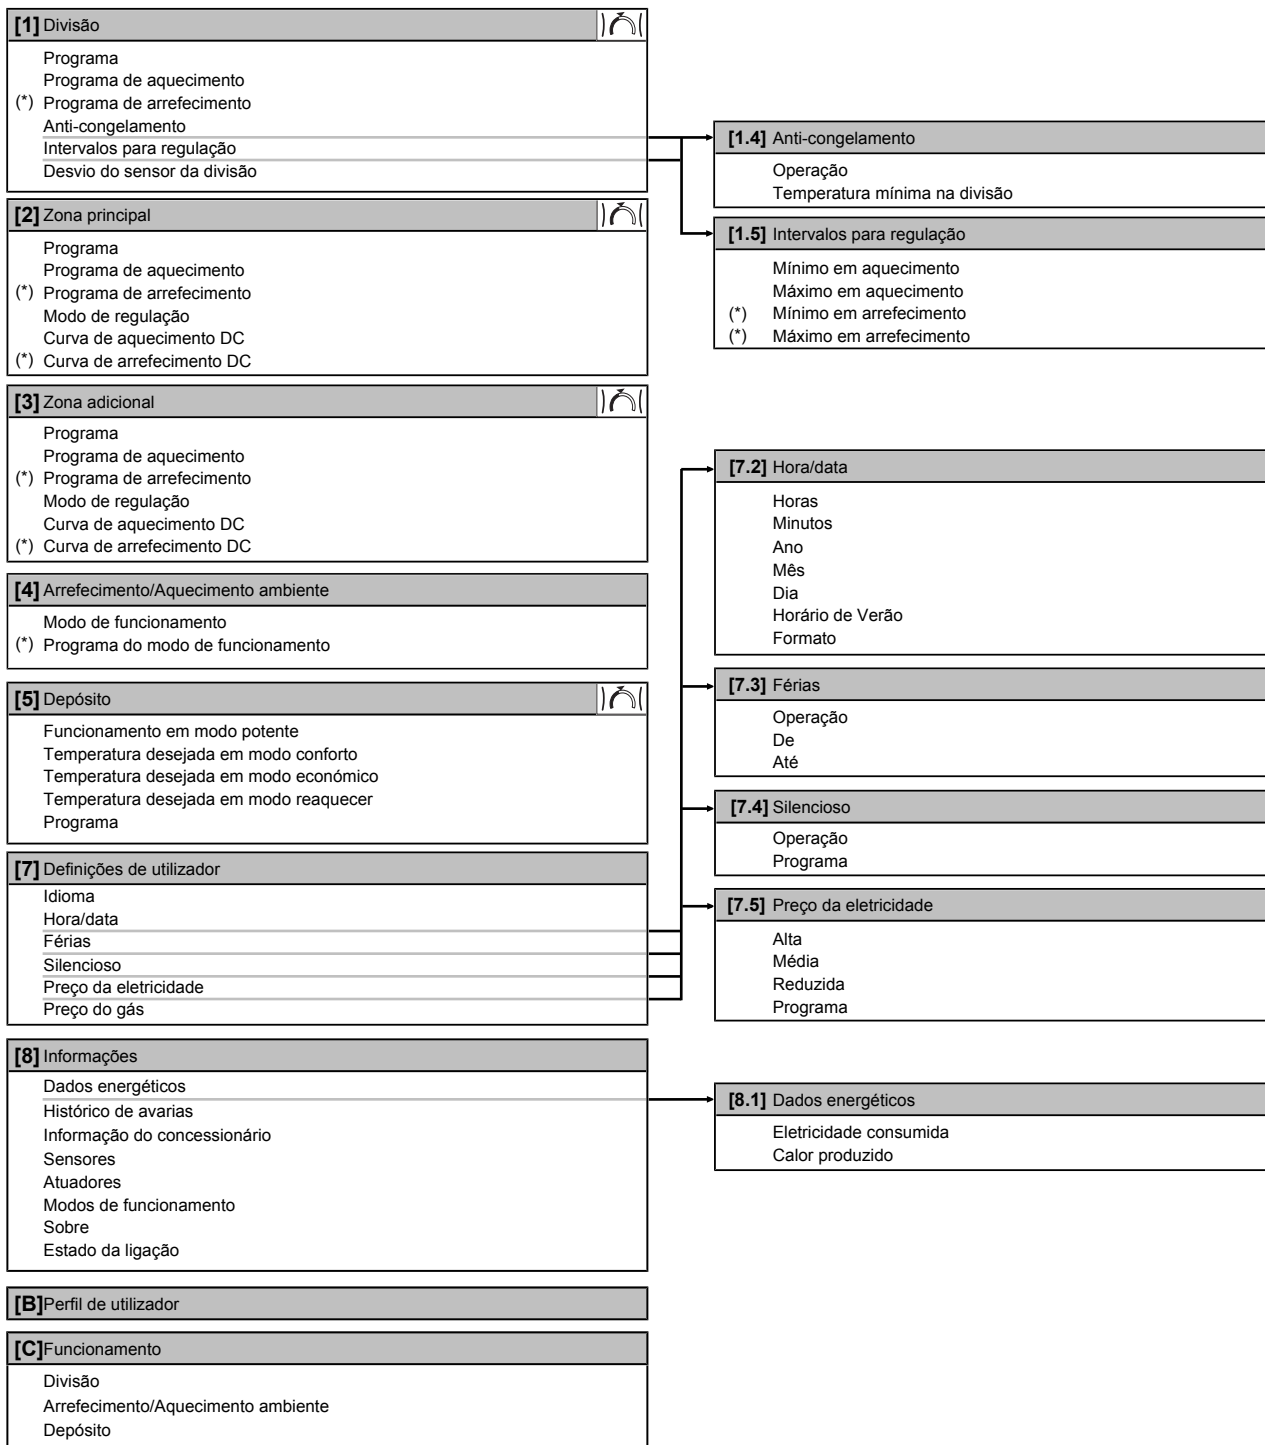 [1] Divisão
Programa
Programa de aquecimento
(*) Programa de arrefecimento
Anti-congelamento
Intervalos para regulação
Desvio do sensor da divisão
[2] Zona principal
Programa
Programa de aquecimento
(*) Programa de arrefecimento
Modo de regulação
Curva de aquecimento DC
(*) Curva de arrefecimento DC
[3] Zona adicional
Programa
Programa de aquecimento
(*) Programa de arrefecimento
Modo de regulação
Curva de aquecimento DC
(*) Curva de arrefecimento DC
[4] Arrefecimento/Aquecimento ambiente
Modo de funcionamento
(*) Programa do modo de funcionamento
[5] Depósito
Funcionamento em modo potente
Temperatura desejada em modo conforto
Temperatura desejada em modo económico
Temperatura desejada em modo reaquecer
Programa
[7] Definições de utilizador
Idioma
Hora/data
Férias
Silencioso
Preço da eletricidade
Preço do gás
[8] Informações
Dados energéticos
Histórico de avarias
Informação do concessionário
Sensores
Atuadores
Modos de funcionamento
Sobre
Estado da ligação
[B] Perfil de utilizador
[C] Funcionamento
Divisão
Arrefecimento/Aquecimento ambiente
Depósito
[1.4] Anti-congelamento
Operação
Temperatura mínima na divisão
[1.5] Intervalos para regulação
Mínimo em aquecimento
Máximo em aquecimento
(*) Mínimo em arrefecimento
(*) Máximo em arrefecimento
[7.2] Hora/data
Horas
Minutos
Ano
Mês
Dia
Horário de Verão
Formato
[7.3] Férias
Operação
De
Até
[7.4] Silencioso
Operação
Programa
[7.5] Preço da eletricidade
Alta
Média
Reduzida
Programa
[8.1] Dados energéticos
Eletricidade consumida
Calor produzido